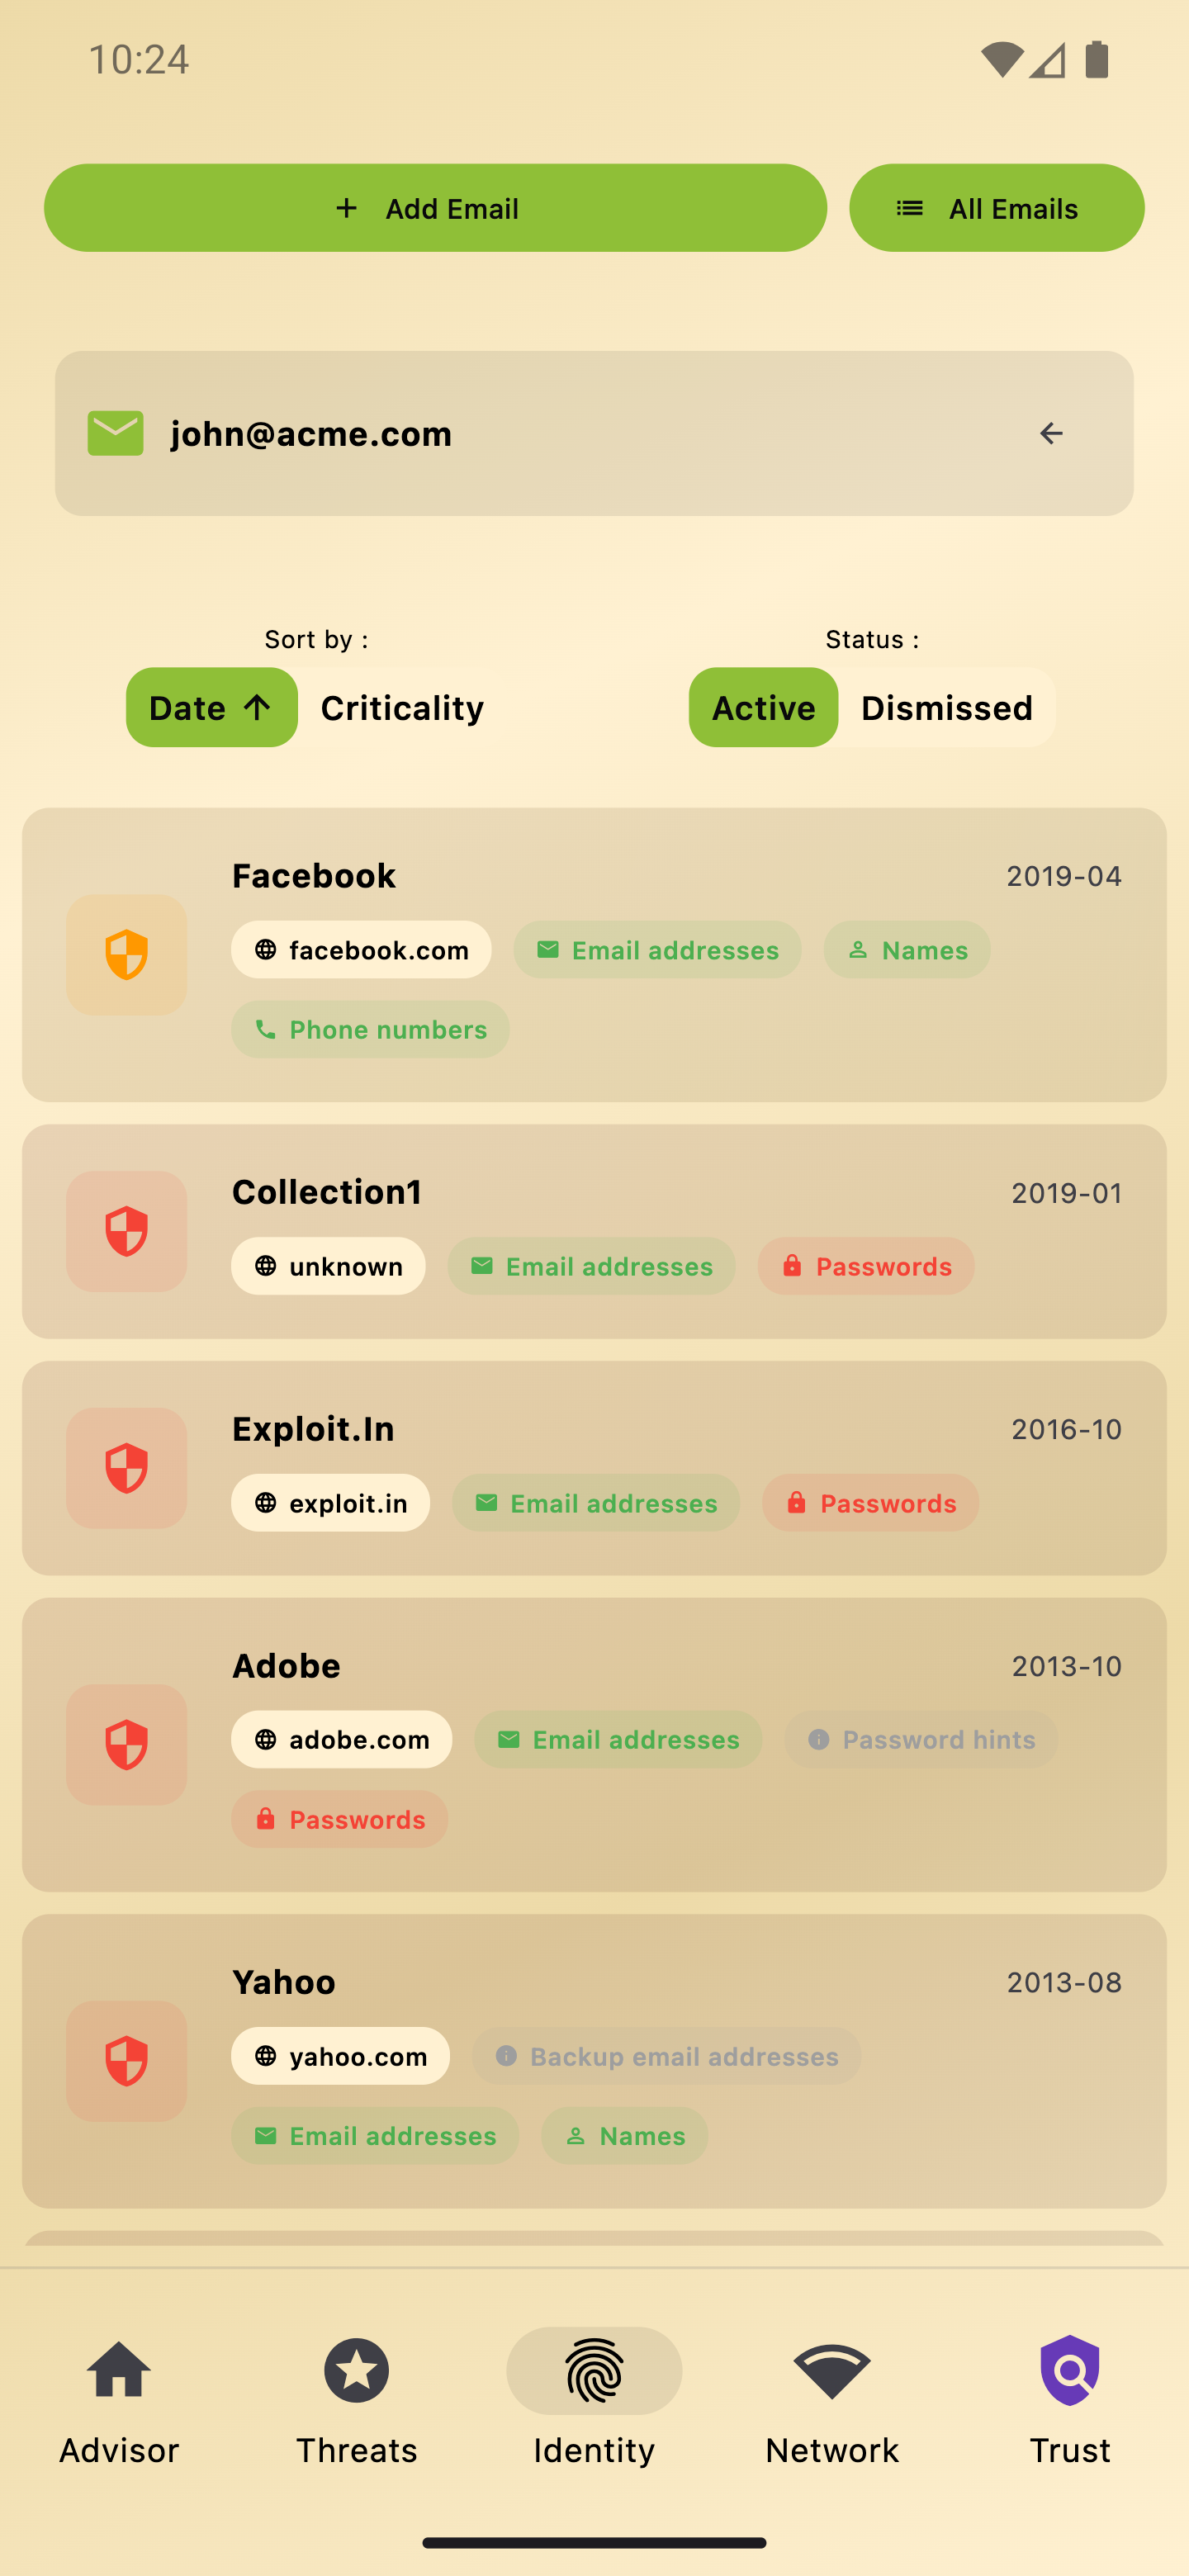 10:24
Add Email
All Emails
john@acme.com
Sort by :
Status :
Date
Criticality
Active
Dismissed
Facebook
2019-04
facebook.com
Email addresses
Names
Phone numbers
Collection1
2019-01
unknown
Email addresses
Passwords
Exploit.In
2016-10
exploit.in
Email addresses
Passwords
Adobe
2013-10
adobe.com
Email addresses
Password hints
Passwords
Yahoo
2013-08
yahoo.com
Backup email addresses
Email addresses
Names
Advisor
Threats
Identity
Network
Trust